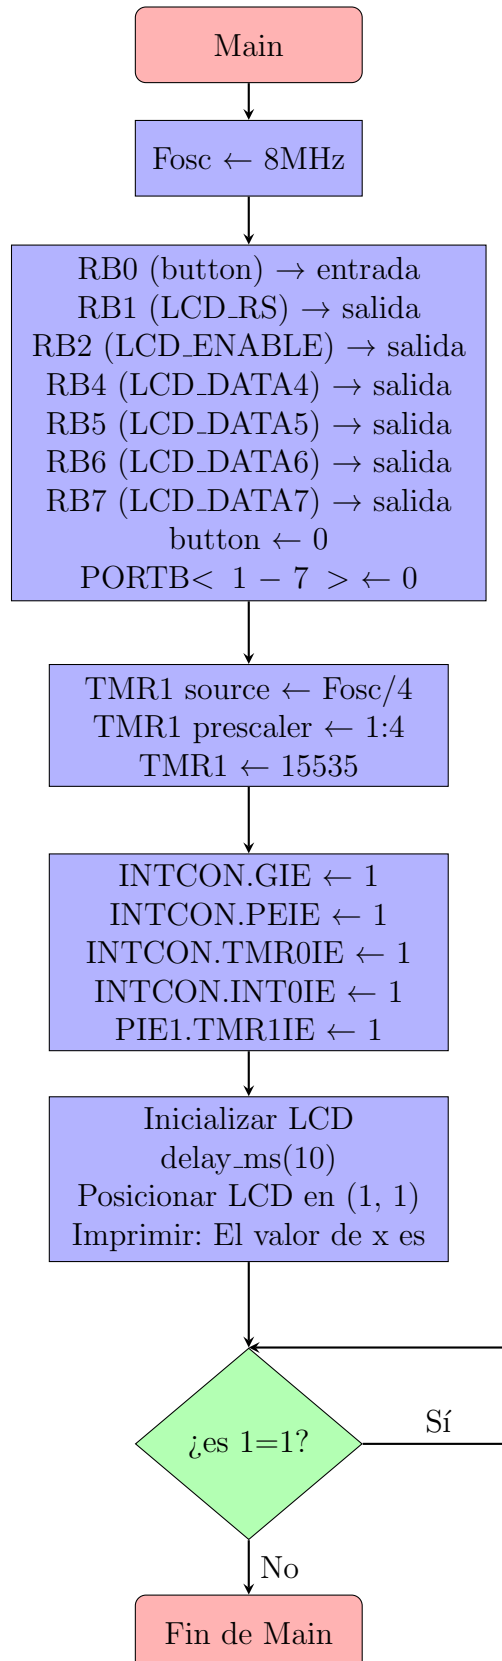 Main
Fosc ← 8MHz
RB0 (button) → entrada
RB1 (LCD_RS) → salida
RB2 (LCD_ENABLE) → salida
RB4 (LCD_DATA4) → salida
RB5 (LCD_DATA5) → salida
RB6 (LCD_DATA6) → salida
RB7 (LCD_DATA7) → salida
button ← 0
PORTB< 1 − 7 > ← 0
TMR1 source ← Fosc/4
TMR1 prescaler ← 1:4
TMR1 ← 15535
INTCON.GIE ← 1
INTCON.PEIE ← 1
INTCON.TMR0IE ← 1
INTCON.INT0IE ← 1
PIE1.TMR1IE ← 1
Inicializar LCD
delay_ms(10)
Posicionar LCD en (1, 1)
Imprimir: El valor de x es
¿es 1=1?
Sí
No
Fin de Main